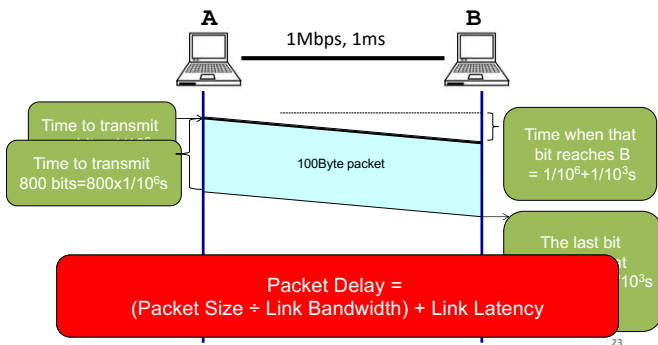 A
B
1Mbps, 1ms
Time to transmit
Time when that
bit reaches B
= 1/10⁶+1/10³s
Time to transmit
800 bits=800x1/10⁶s
100Byte packet
The last bit
/10³s
Packet Delay =
(Packet Size ÷ Link Bandwidth) + Link Latency
23